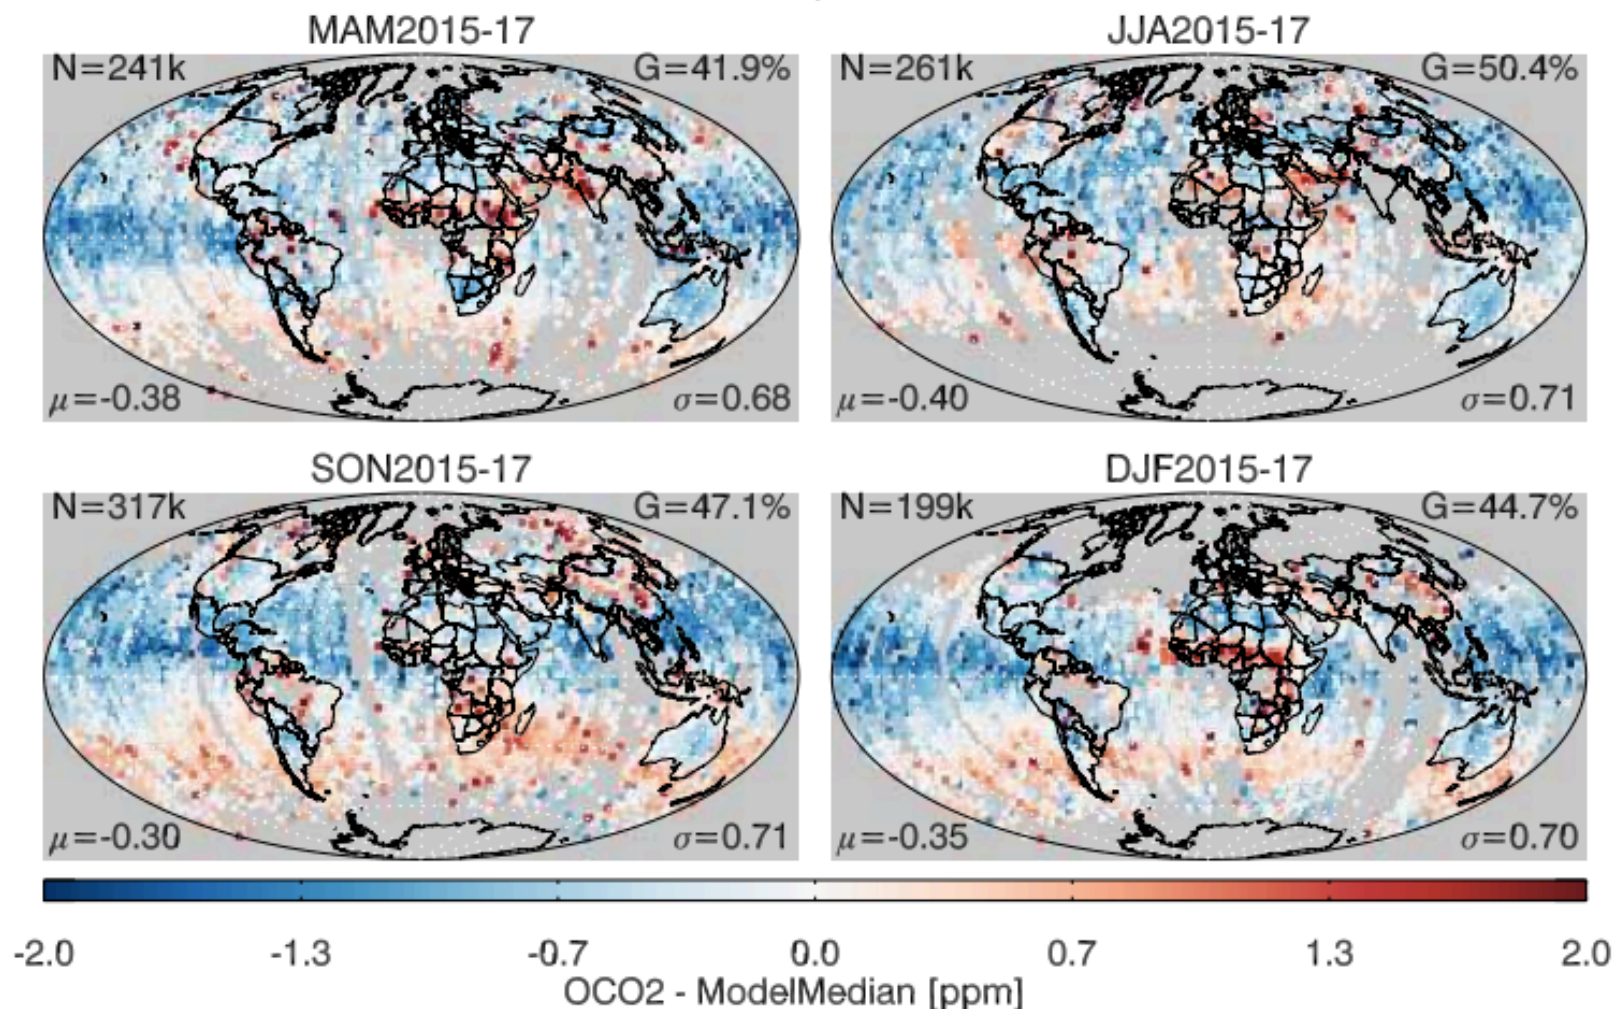 MAM2015-17
N=241k G=41.9%
μ=-0.38 σ=0.68
JJA2015-17
N=261k G=50.4%
μ=-0.40 σ=0.71
SON2015-17
N=317k G=47.1%
μ=-0.30 σ=0.71
DJF2015-17
N=199k G=44.7%
μ=-0.35 σ=0.70
-2.0 -1.3 -0.7 0.0 0.7 1.3 2.0
OCO2 - ModelMedian [ppm]